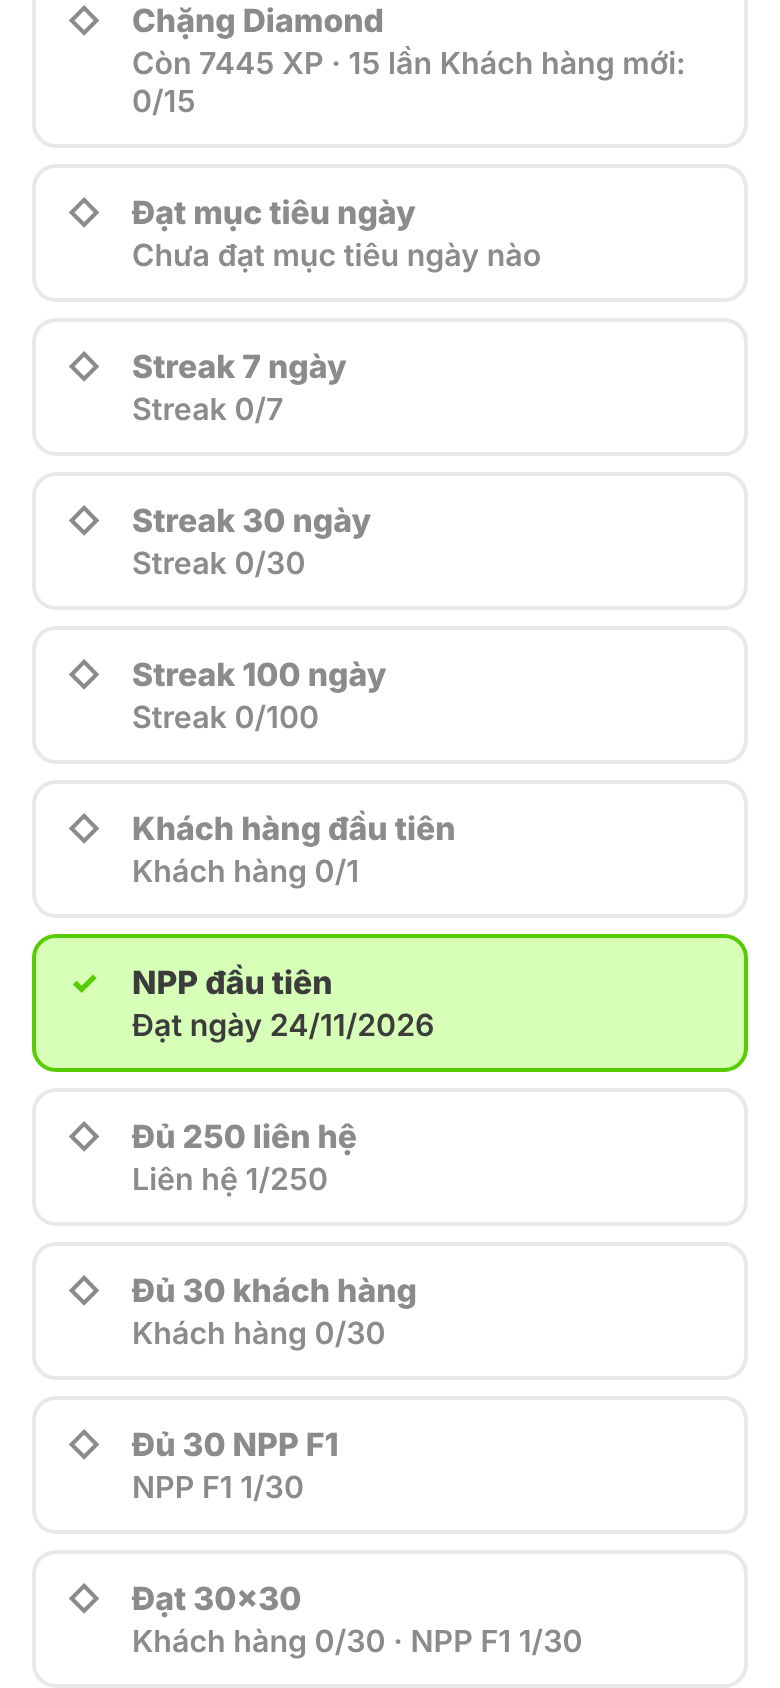 Chặng Diamond
Còn 7445 XP · 15 lần Khách hàng mới:
0/15
Đạt mục tiêu ngày
Chưa đạt mục tiêu ngày nào
Streak 7 ngày
Streak 0/7
Streak 30 ngày
Streak 0/30
Streak 100 ngày
Streak 0/100
Khách hàng đầu tiên
Khách hàng 0/1
NPP đầu tiên
Đạt ngày 24/11/2026
Đủ 250 liên hệ
Liên hệ 1/250
Đủ 30 khách hàng
Khách hàng 0/30
Đủ 30 NPP F1
NPP F1 1/30
Đạt 30×30
Khách hàng 0/30 · NPP F1 1/30